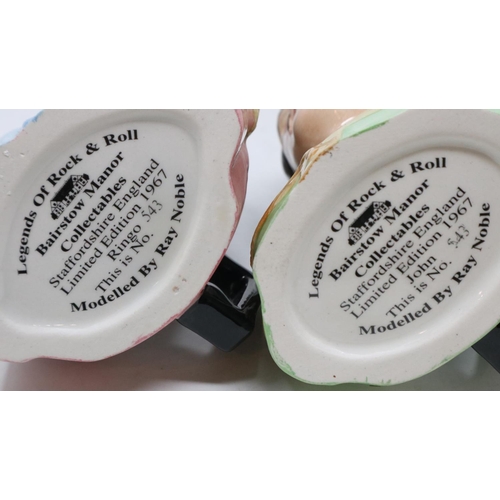 Legends Of Rock & Roll
Bairstow Manor
Collectables
Staffordshire England
Limited Edition 1967
Ringo
This is No. 543
Modelled By Ray Noble
Legends Of Rock & Roll
Bairstow Manor
Collectables
Staffordshire England
Limited Edition 1967
John
This is No. 543
Modelled By Ray Noble